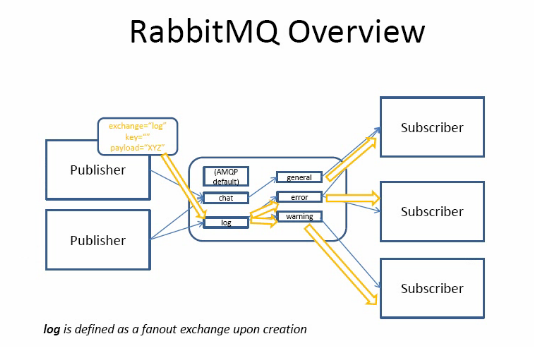 RabbitMQ Overview
exchange="log"
key=""
payload="XYZ"
Publisher
Publisher
(AMQP
default)
chat
log
general
error
warning
Subscriber
Subscriber
Subscriber
log is defined as a fanout exchange upon creation